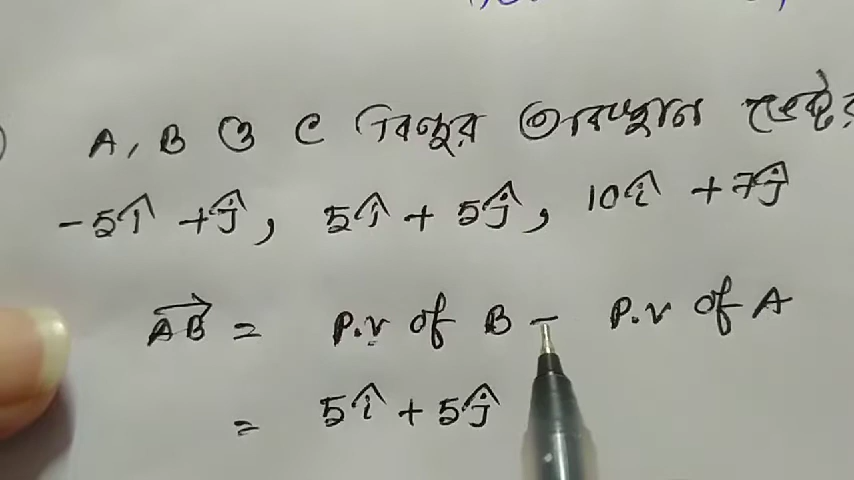 A, B ও C বিন্দুর অবস্থান ভেক্টর
-5î + ĵ, 5î + 5ĵ, 10î + 7ĵ
AB⃗ = P.v of B - P.v of A
= 5î + 5ĵ